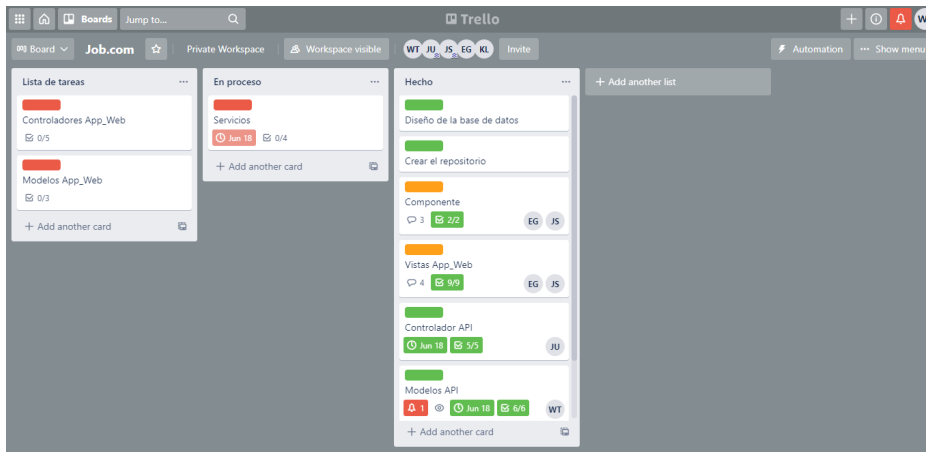 Boards
Jump to...
Trello
W
Board
Job.com
Private Workspace
Workspace visible
WT JU JS EG KL
Invite
Automation
··· Show menu
Lista de tareas
Controladores App_Web
0/5
Modelos App_Web
0/3
+ Add another card
En proceso
Servicios
Jun 18 0/4
+ Add another card
Hecho
Diseño de la base de datos
Crear el repositorio
Componente
3 2/2 EG JS
Vistas App_Web
4 9/9 EG JS
Controlador API
Jun 18 5/5 JU
Modelos API
1 Jun 18 6/6 WT
+ Add another card
+ Add another list